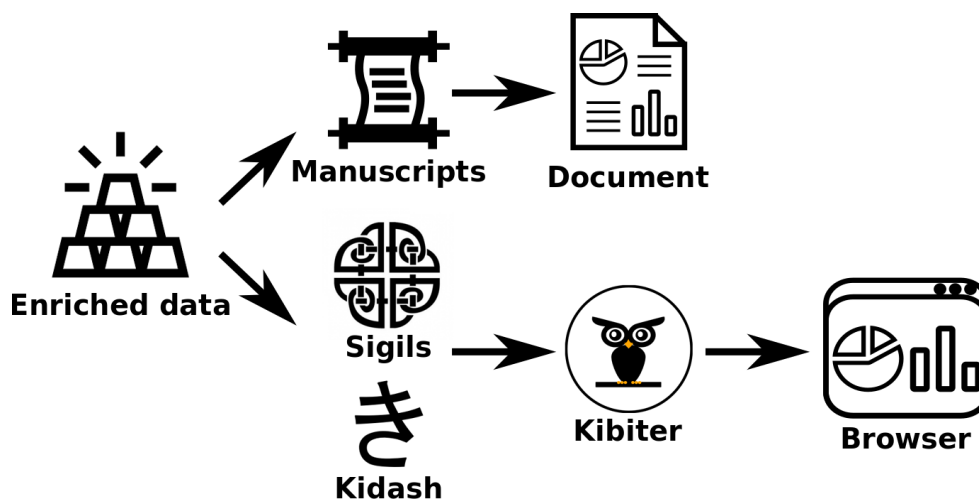 Manuscripts
Document
Enriched data
Sigils
き
Kidash
Kibiter
Browser